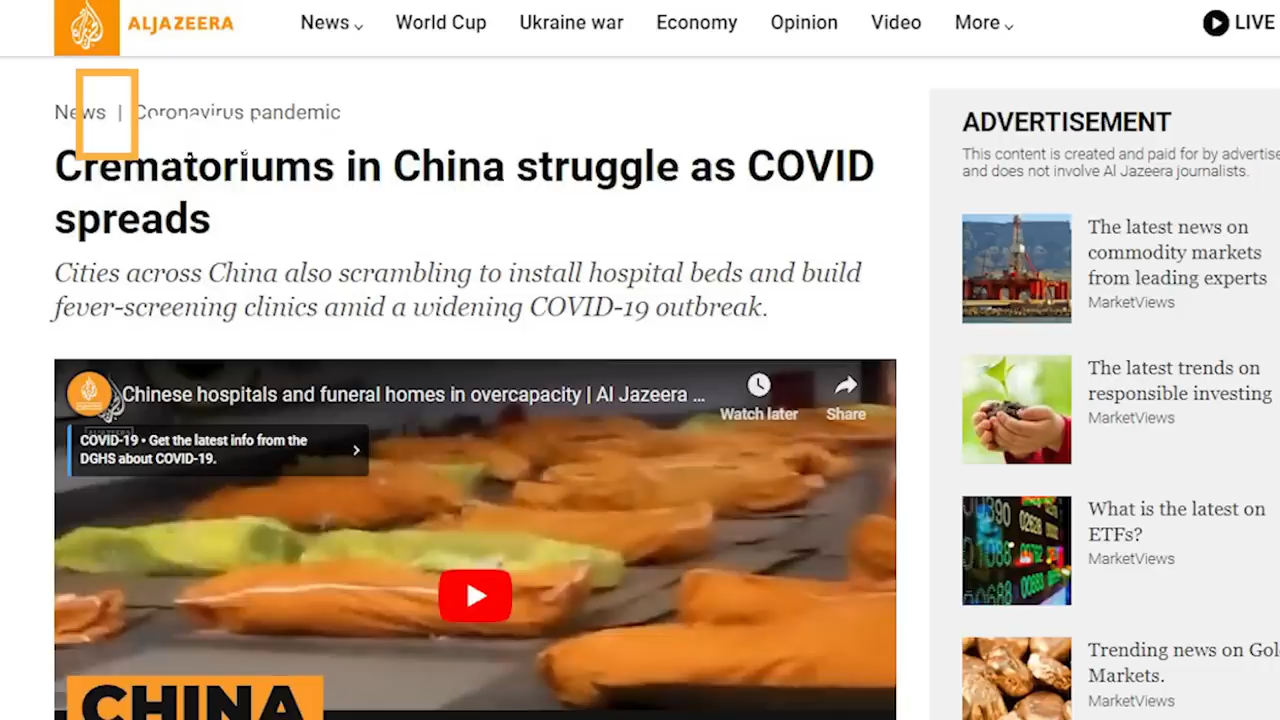 ALJAZEERA
News
World Cup
Ukraine war
Economy
Opinion
Video
More
LIVE
News | Coronavirus pandemic
Crematoriums in China struggle as COVID
spreads
Cities across China also scrambling to install hospital beds and build
fever-screening clinics amid a widening COVID-19 outbreak.
Chinese hospitals and funeral homes in overcapacity | Al Jazeera ...
Watch later
Share
COVID-19 • Get the latest info from the
DGHS about COVID-19.
CHINA
ADVERTISEMENT
This content is created and paid for by advertise
and does not involve Al Jazeera journalists.
The latest news on
commodity markets
from leading experts
MarketViews
The latest trends on
responsible investing
MarketViews
What is the latest on
ETFs?
MarketViews
Trending news on Gol
Markets.
MarketViews